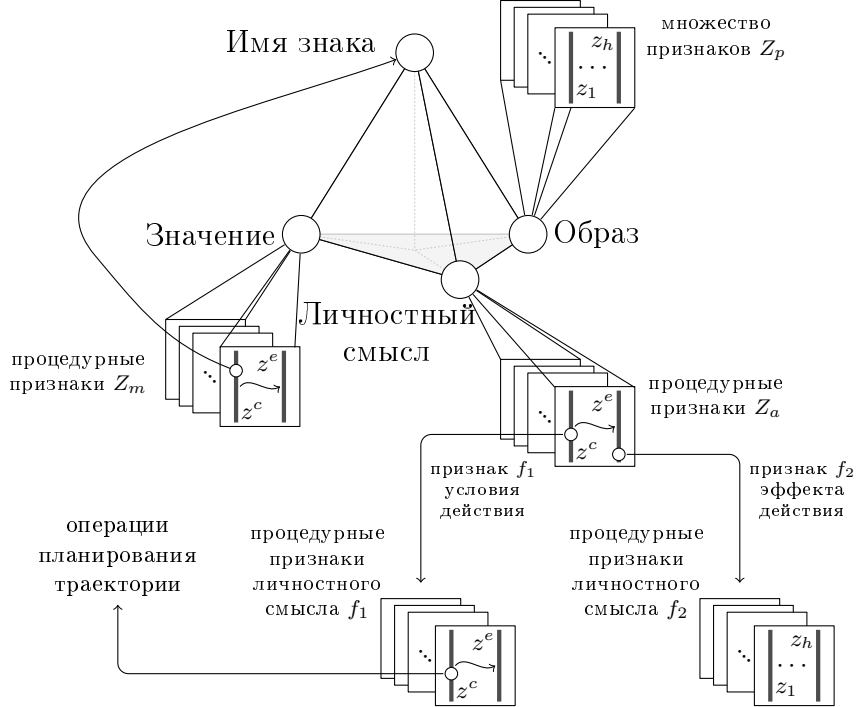 Имя знака
множество
признаков Z_p
z_h
...
z_1
Значение
Образ
Личностный
смысл
процедурные
признаки Z_m
z^e
z^c
процедурные
признаки Z_a
z^e
z^c
признак f_1
условия
действия
признак f_2
эффекта
действия
операции
планирования
траектории
процедурные
признаки
личностного
смысла f_1
z^e
z^c
процедурные
признаки
личностного
смысла f_2
z_h
...
z_1